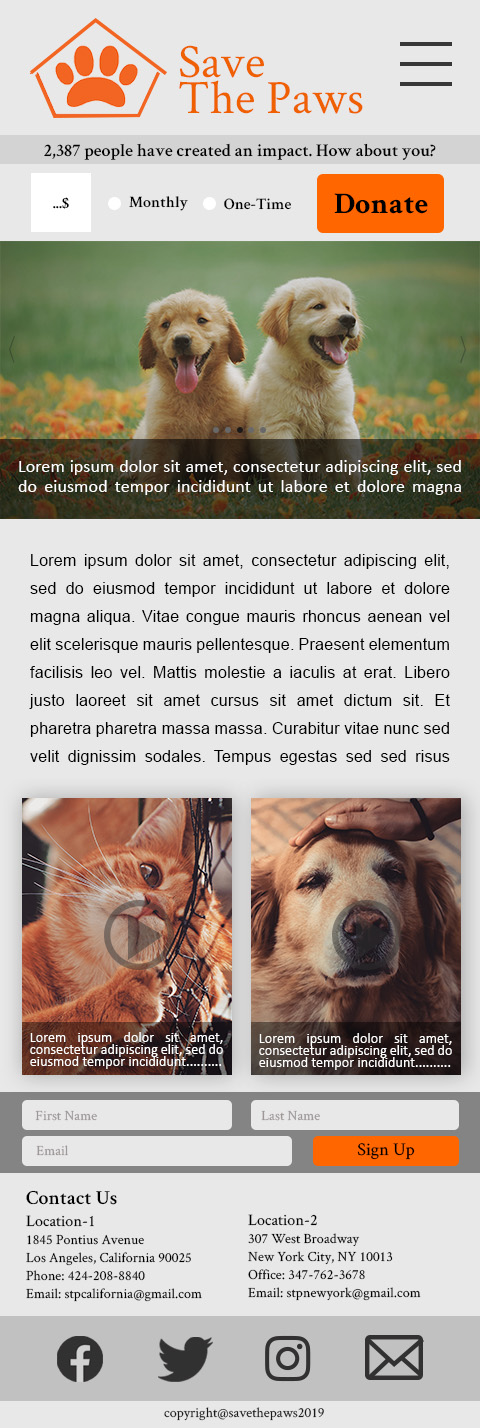 Save
The Paws
2,387 people have created an impact. How about you?
...$
Monthly
One-Time
Donate
Lorem ipsum dolor sit amet, consectetur adipiscing elit, sed
do eiusmod tempor incididunt ut labore et dolore magna
Lorem ipsum dolor sit amet, consectetur adipiscing elit,
sed do eiusmod tempor incididunt ut labore et dolore
magna aliqua. Vitae congue mauris rhoncus aenean vel
elit scelerisque mauris pellentesque. Praesent elementum
facilisis leo vel. Mattis molestie a iaculis at erat. Libero
justo laoreet sit amet cursus sit amet dictum sit. Et
pharetra pharetra massa massa. Curabitur vitae nunc sed
velit dignissim sodales. Tempus egestas sed sed risus
Lorem ipsum dolor sit amet,
consectetur adipiscing elit, sed do
eiusmod tempor incididunt..........
Lorem ipsum dolor sit amet,
consectetur adipiscing elit, sed do
eiusmod tempor incididunt..........
First Name
Last Name
Email
Sign Up
Contact Us
Location-1
1845 Pontius Avenue
Los Angeles, California 90025
Phone: 424-208-8840
Email: stpcalifornia@gmail.com
Location-2
307 West Broadway
New York City, NY 10013
Office: 347-762-3678
Email: stpnewyork@gmail.com
copyright@savethepaws2019